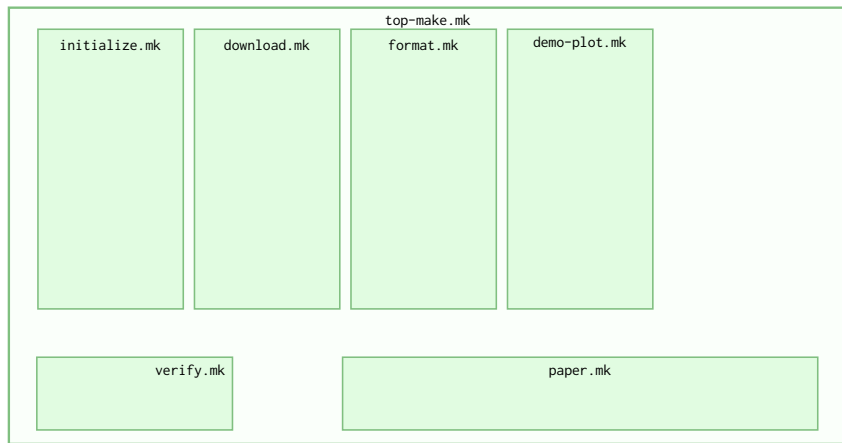 top-make.mk
initialize.mk
download.mk
format.mk
demo-plot.mk
verify.mk
paper.mk